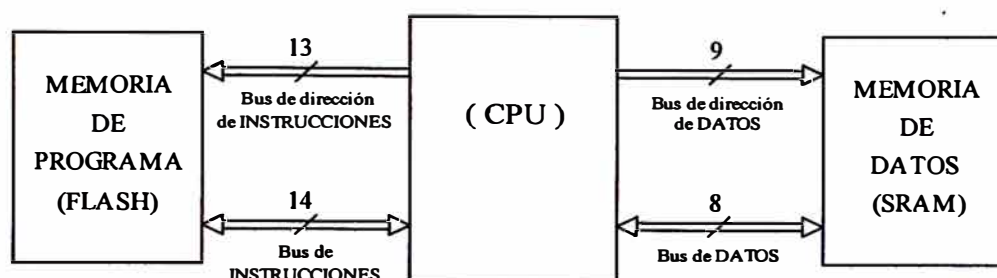 MEMORIA
DE
PROGRAMA
(FLASH)
13
Bus de dirección
de INSTRUCCIONES
14
Bus de
INSTRUCCIONES
( CPU )
9
Bus de dirección
de DATOS
8
Bus de DATOS
MEMORIA
DE
DATOS
(SRAM)